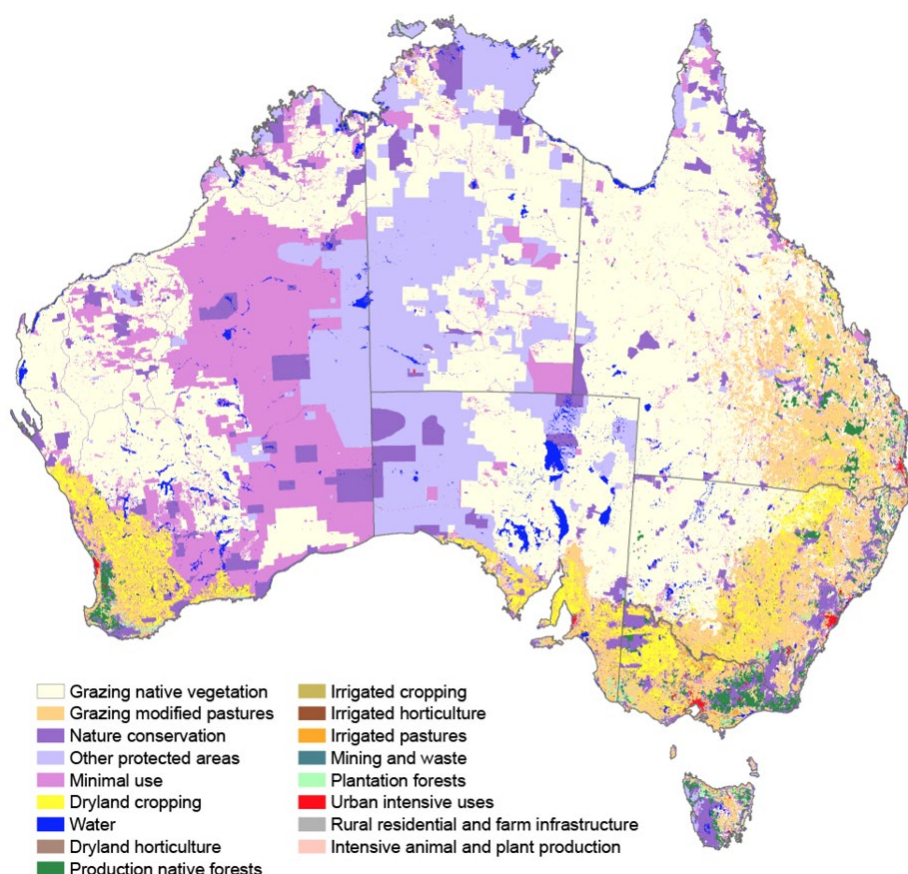 Grazing native vegetation
Grazing modified pastures
Nature conservation
Other protected areas
Minimal use
Dryland cropping
Water
Dryland horticulture
Production native forests
Irrigated cropping
Irrigated horticulture
Irrigated pastures
Mining and waste
Plantation forests
Urban intensive uses
Rural residential and farm infrastructure
Intensive animal and plant production